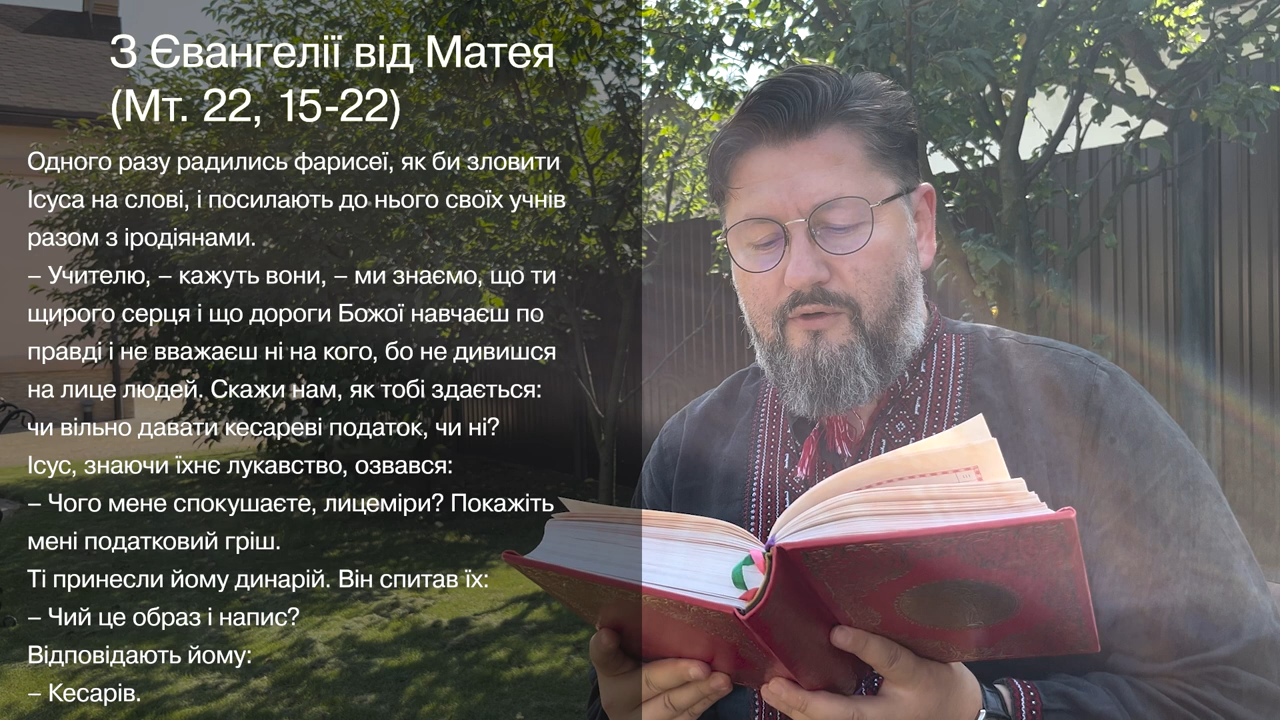 З Євангелії від Матея
(Мт. 22, 15-22)
Одного разу радились фарисеї, як би зловити
Ісуса на слові, і посилають до нього своїх учнів
разом з іродіянами.
– Учителю, – кажуть вони, – ми знаємо, що ти
щирого серця і що дороги Божої навчаєш по
правді і не вважаєш ні на кого, бо не дивишся
на лице людей. Скажи нам, як тобі здається:
чи вільно давати кесареві податок, чи ні?
Ісус, знаючи їхнє лукавство, озвався:
– Чого мене спокушаєте, лицеміри? Покажіть
мені податковий гріш.
Ті принесли йому динарій. Він спитав їх:
– Чий це образ і напис?
Відповідають йому:
– Кесарів.